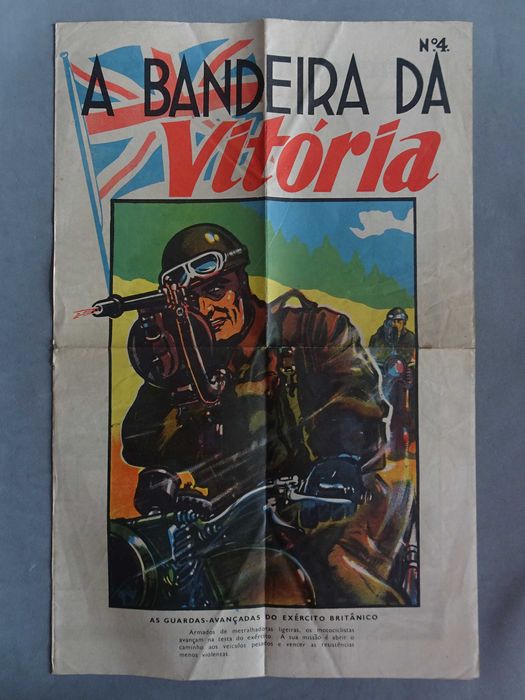 Nº4.
A BANDEIRA DA
Vitória
AS GUARDAS-AVANÇADAS DO EXÉRCITO BRITÂNICO
Armados de metralhadoras ligeiras, os motociclistas
avançam na testa do exército. A sua missão é abrir o
caminho aos veículos pesados e vencer as resistências
menos violentas.